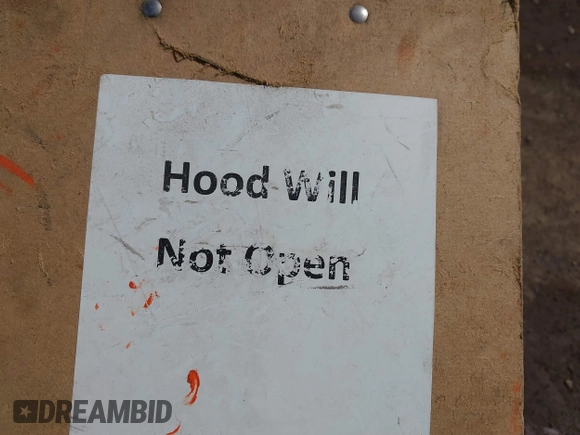 Hood Will
Not Open
DREAMBID